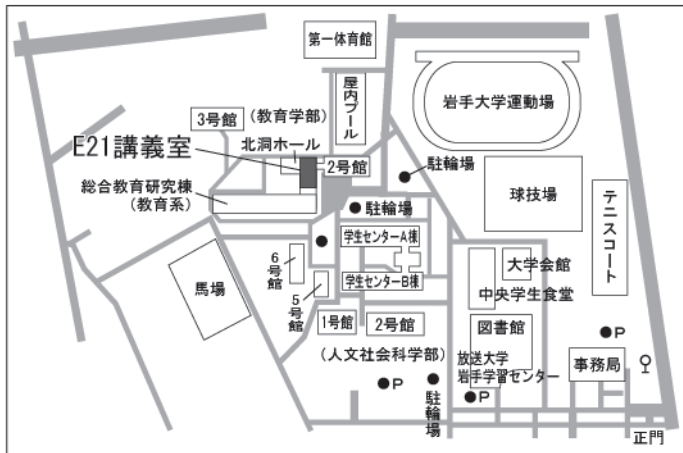 第一体育館
屋内プール
岩手大学運動場
3号館
(教育学部)
北洞ホール
E21講義室
2号館
駐輪場
総合教育研究棟
(教育系)
球技場
テニスコート
駐輪場
学生センターA棟
6号館
大学会館
馬場
5号館
学生センターB棟
中央学生食堂
1号館
2号館
図書館
(人文社会科学部)
放送大学
岩手学習センター
事務局
P
P
P
駐輪場
正門